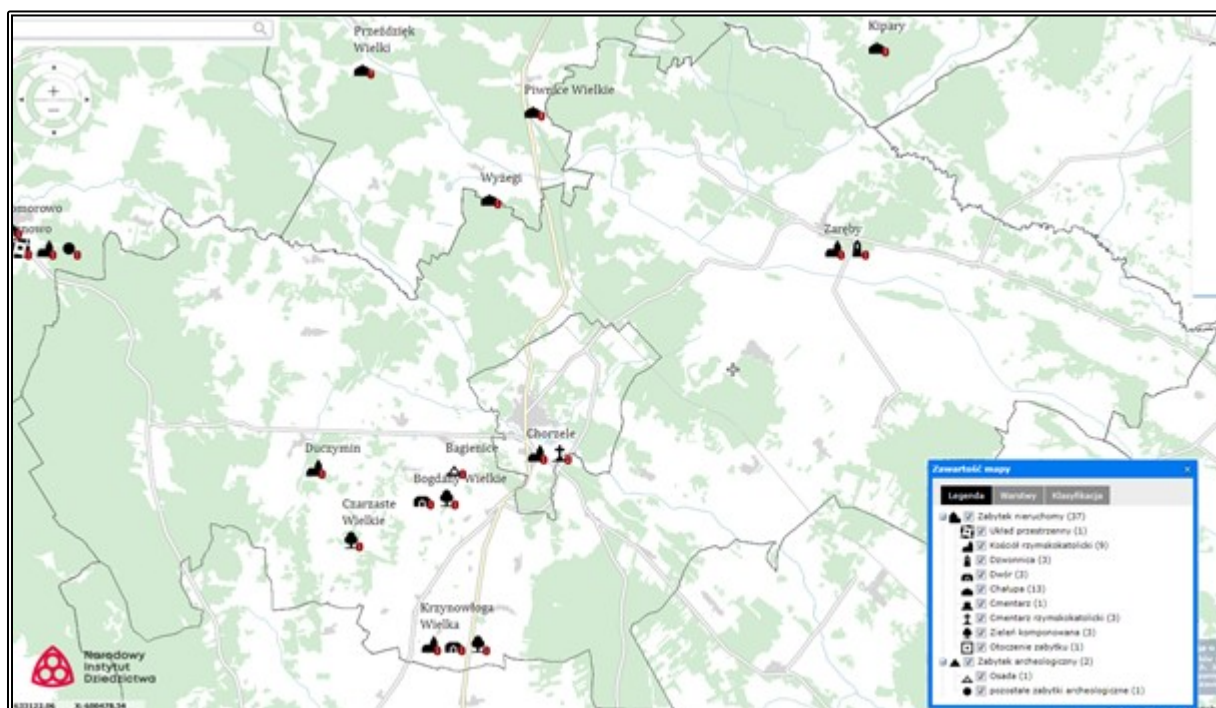 Przeździęk
Wielki
Kipary
Piwnice Wielkie
Wyżegi
omorowo
nowo
Zaręby
Chorzele
Duczymin
Bagienice
Bogdany Wielkie
Czarzaste
Wielkie
Krzynowłoga
Wielka
Narodowy
Instytut
Dziedzictwa
Zawartość mapy
Legenda Warstwy Klasyfikacja
Zabytek nieruchomy (37)
Układ przestrzenny (1)
Kościół rzymskokatolicki (9)
Dzwonnica (3)
Dwór (3)
Chałupa (13)
Cmentarz (1)
Cmentarz rzymskokatolicki (3)
Zieleń komponowana (3)
Otoczenie zabytku (1)
Zabytek archeologiczny (2)
Osada (1)
pozostałe zabytki archeologiczne (1)